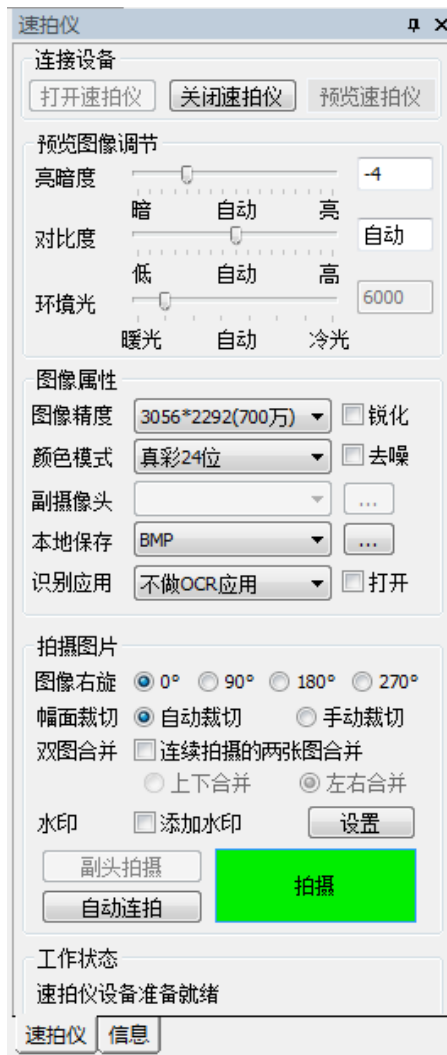 速拍仪
连接设备
打开速拍仪 关闭速拍仪 预览速拍仪
预览图像调节
亮暗度 -4
暗 自动 亮
对比度 自动
低 自动 高
环境光 6000
暖光 自动 冷光
图像属性
图像精度 3056*2292(700万) 锐化
颜色模式 真彩24位 去噪
副摄像头 ...
本地保存 BMP ...
识别应用 不做OCR应用 打开
拍摄图片
图像右旋 0° 90° 180° 270°
幅面裁切 自动裁切 手动裁切
双图合并 连续拍摄的两张图合并
上下合并 左右合并
水印 添加水印 设置
副头拍摄 拍摄
自动连拍
工作状态
速拍仪设备准备就绪
速拍仪 信息